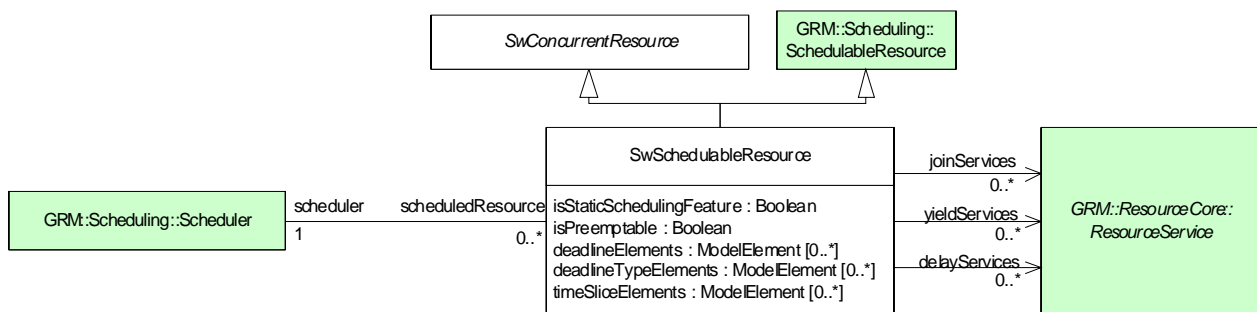 SwConcurrentResource
GRM::Scheduling::
SchedulableResource
SwSchedulableResource
isStaticSchedulingFeature : Boolean
isPreemptable : Boolean
deadlineElements : ModelElement [0..*]
deadlineTypeElements : ModelElement [0..*]
timeSliceElements : ModelElement [0..*]
GRM::Scheduling::Scheduler
scheduler
1
scheduledResource
0..*
joinServices
0..*
yieldServices
0..*
delayServices
0..*
GRM::ResourceCore::
ResourceService